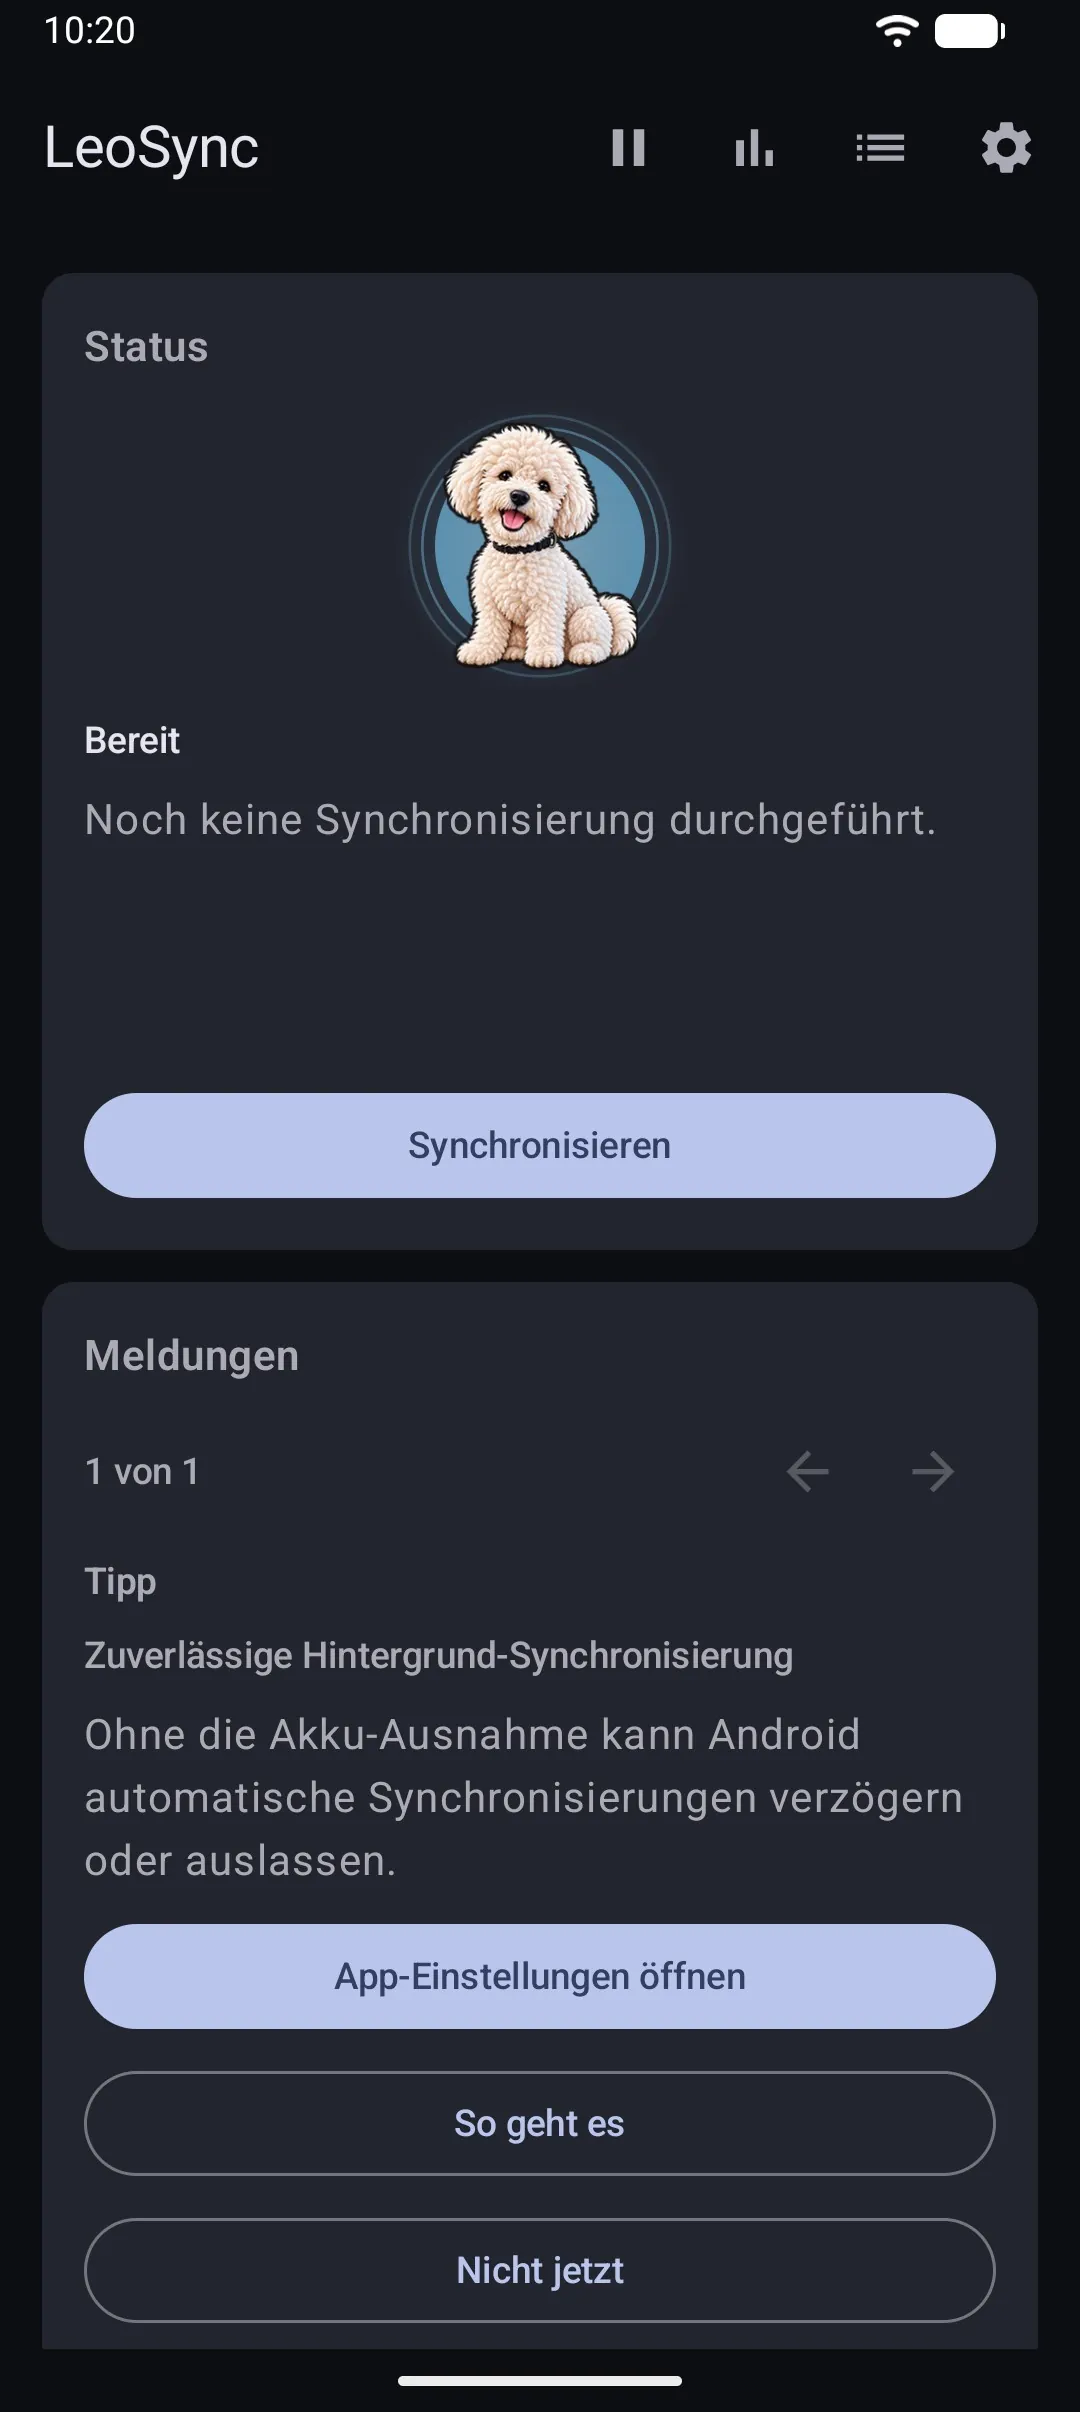 10:20
LeoSync
Status
Bereit
Noch keine Synchronisierung durchgeführt.
Synchronisieren
Meldungen
1 von 1
Tipp
Zuverlässige Hintergrund-Synchronisierung
Ohne die Akku-Ausnahme kann Android
automatische Synchronisierungen verzögern
oder auslassen.
App-Einstellungen öffnen
So geht es
Nicht jetzt